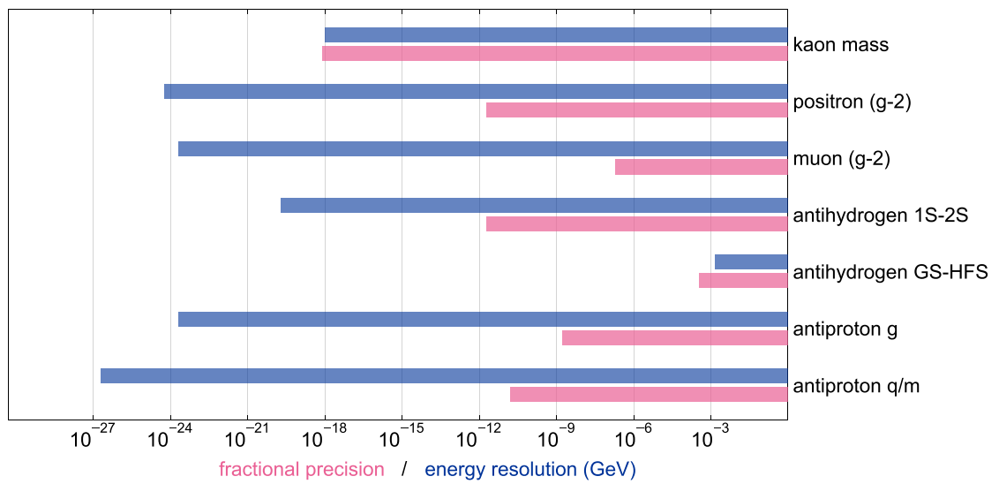 kaon mass
positron (g-2)
muon (g-2)
antihydrogen 1S-2S
antihydrogen GS-HFS
antiproton g
antiproton q/m
10⁻²⁷ 10⁻²⁴ 10⁻²¹ 10⁻¹⁸ 10⁻¹⁵ 10⁻¹² 10⁻⁹ 10⁻⁶ 10⁻³
fractional precision / energy resolution (GeV)